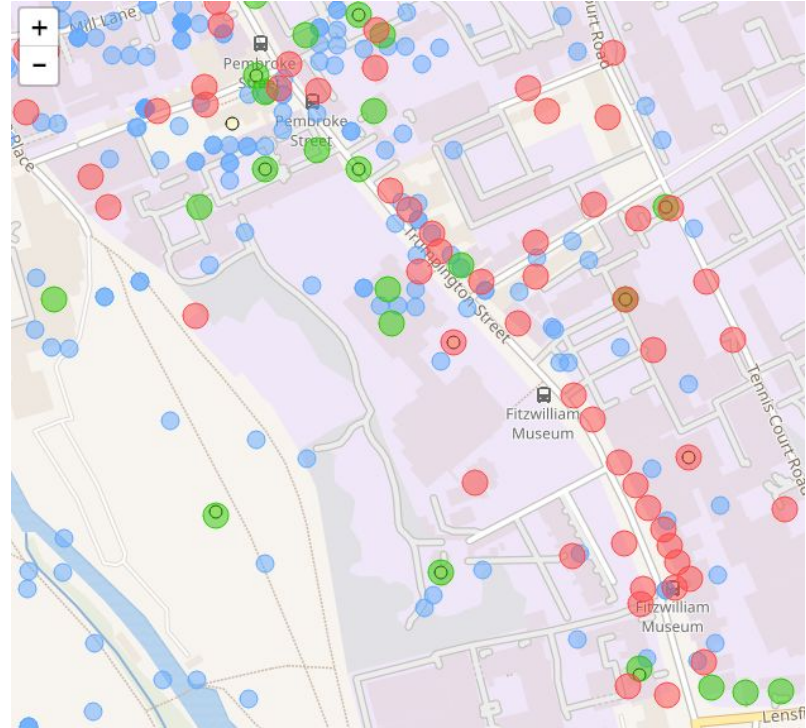 +
−
Mill Lane
Pembroke
Court Road
Pembroke
Street
Place
Trumpington Street
Fitzwilliam
Museum
Tennis Court Road
Fitzwilliam
Museum
Lensf